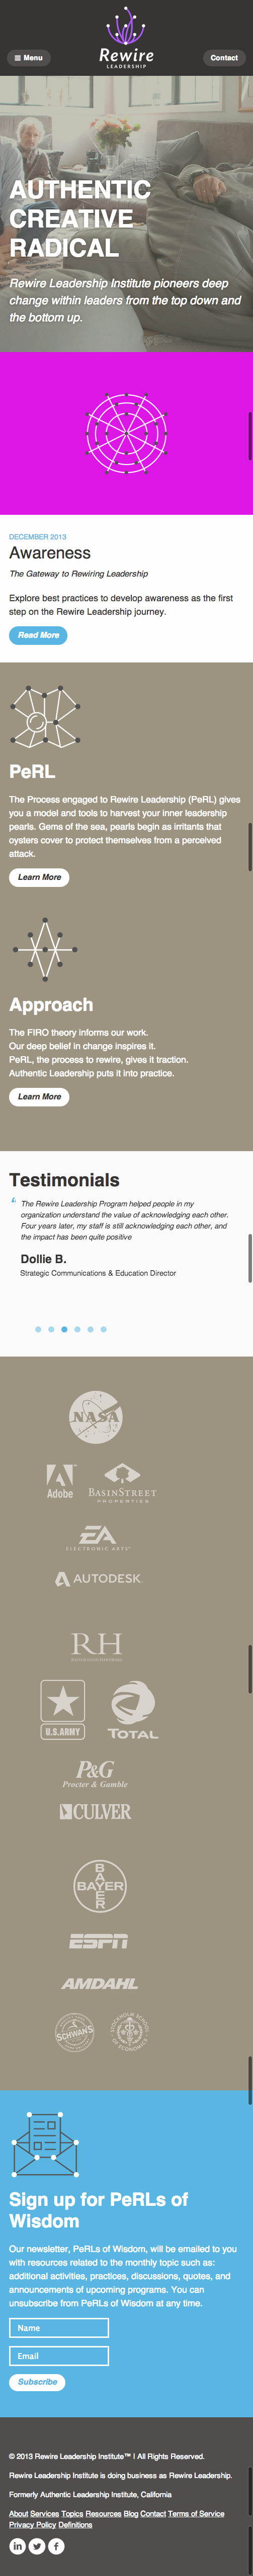 Rewire
LEADERSHIP
Menu
Contact
AUTHENTIC
CREATIVE
RADICAL
Rewire Leadership Institute pioneers deep
change within leaders from the top down and
the bottom up.
DECEMBER 2013
Awareness
The Gateway to Rewiring Leadership
Explore best practices to develop awareness as the first
step on the Rewire Leadership journey.
Read More
PeRL
The Process engaged to Rewire Leadership (PeRL) gives
you a model and tools to harvest your inner leadership
pearls. Gems of the sea, pearls begin as irritants that
oysters cover to protect themselves from a perceived
attack.
Learn More
Approach
The FIRO theory informs our work.
Our deep belief in change inspires it.
PeRL, the process to rewire, gives it traction.
Authentic Leadership puts it into practice.
Learn More
Testimonials
“ The Rewire Leadership Program helped people in my
organization understand the value of acknowledging each other.
Four years later, my staff is still acknowledging each other, and
the impact has been quite positive
Dollie B.
Strategic Communications & Education Director
NASA
Adobe
BASINSTREET
PROPERTIES
EA
ELECTRONIC ARTS
AUTODESK
RH
U.S.ARMY
TOTAL
P&G
Procter & Gamble
CULVER
BAYER
BAYER
ESPN
AMDAHL
SCHWAN'S
STOCKHOLM SCHOOL OF ECONOMICS
Sign up for PeRLs of
Wisdom
Our newsletter, PeRLs of Wisdom, will be emailed to you
with resources related to the monthly topic such as:
additional activities, practices, discussions, quotes, and
announcements of upcoming programs. You can
unsubscribe from PeRLs of Wisdom at any time.
Name
Email
Subscribe
© 2013 Rewire Leadership Institute™ | All Rights Reserved.
Rewire Leadership Institute is doing business as Rewire Leadership.
Formerly Authentic Leadership Institute, California
About Services Topics Resources Blog Contact Terms of Service
Privacy Policy Definitions
in